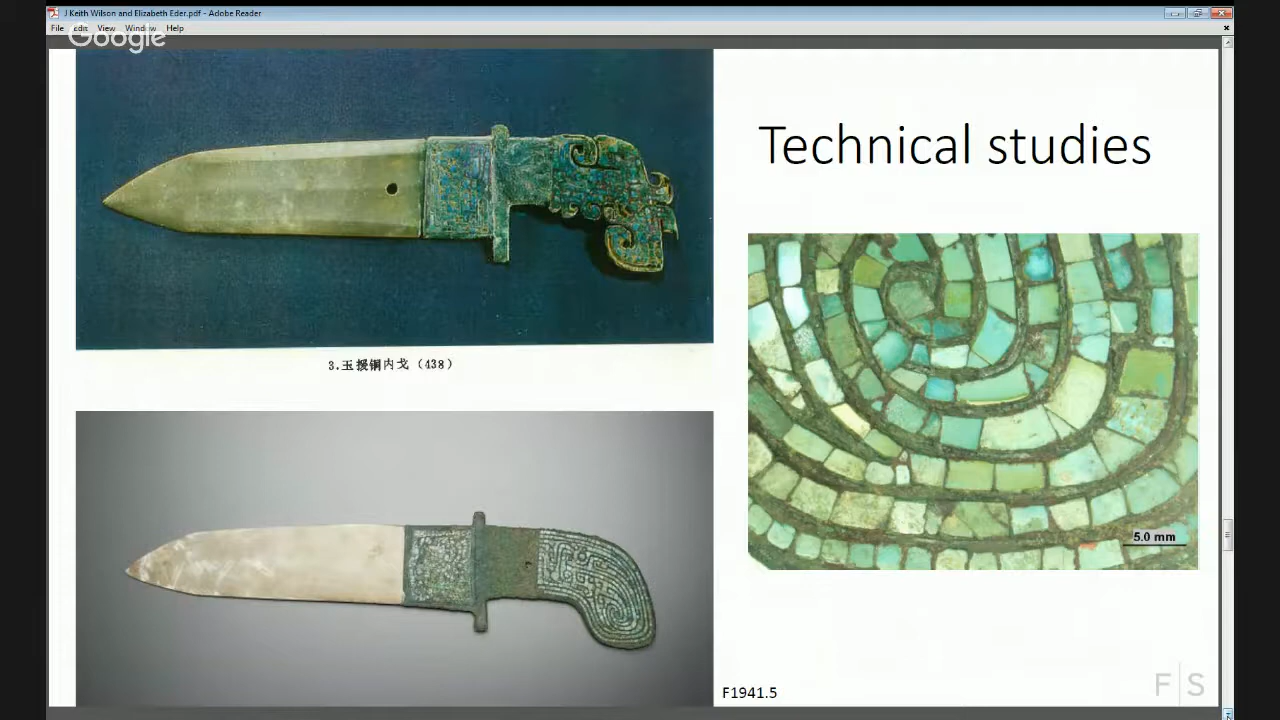 J Keith Wilson and Elizabeth Eder.pdf - Adobe Reader
File Edit View Window Help
Google
Technical studies
3.玉援铜内戈（438）
5.0 mm
F1941.5
F|S